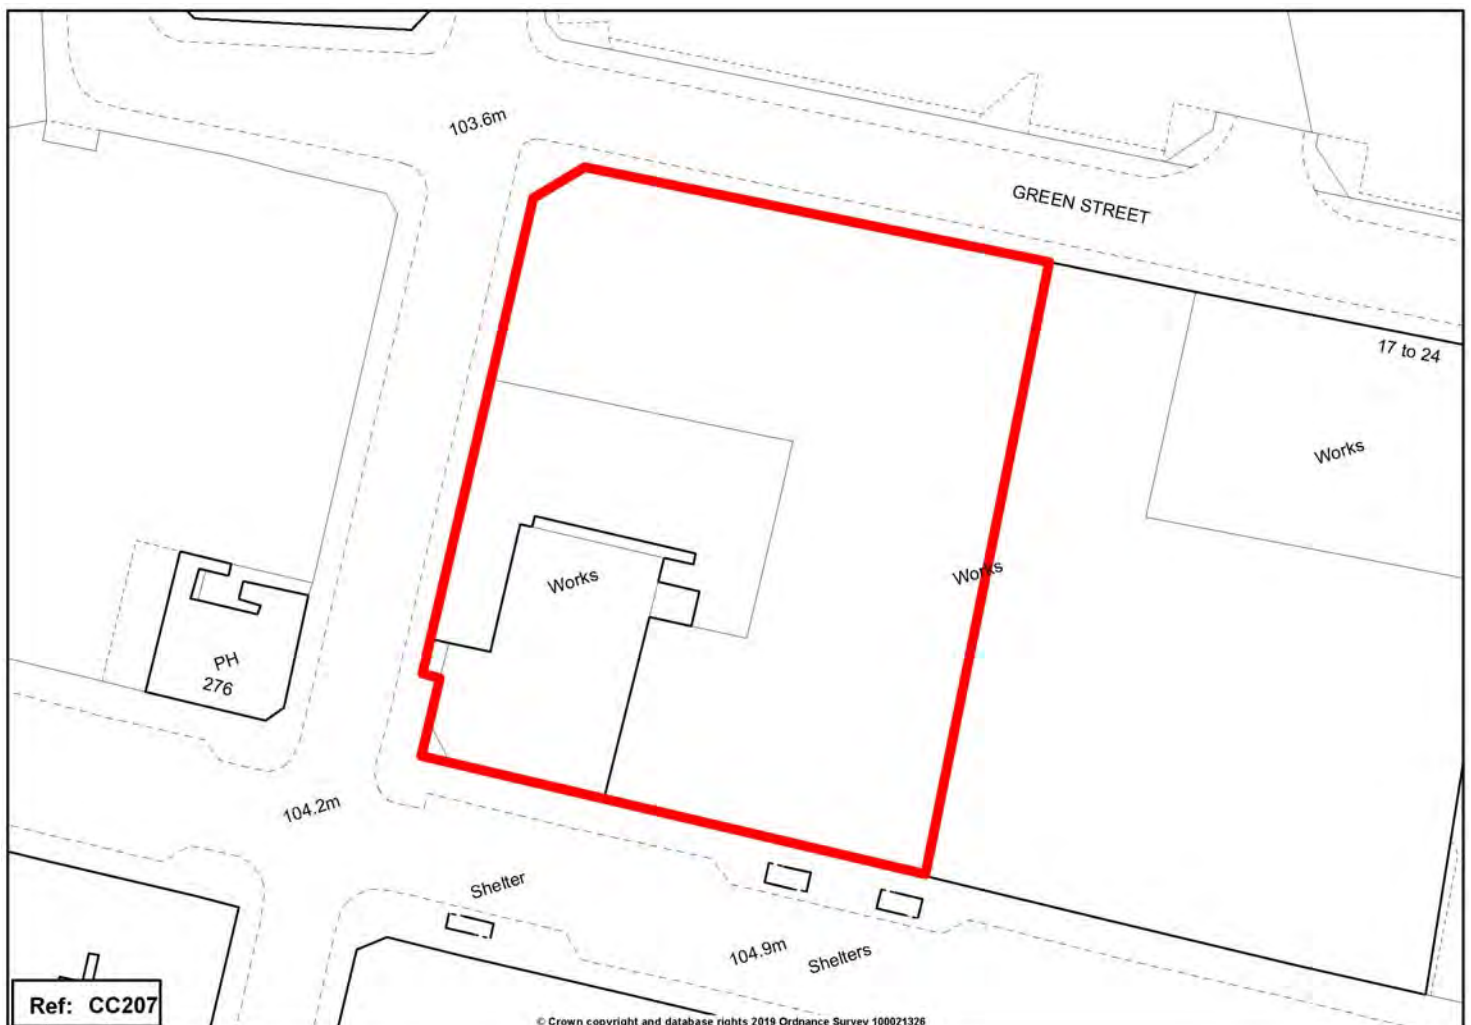 103.6m
GREEN STREET
17 to 24
Works
Works
Works
PH
276
104.2m
Shelter
104.9m
Shelters
Ref: CC207
© Crown copyright and database rights 2019 Ordnance Survey 100021326